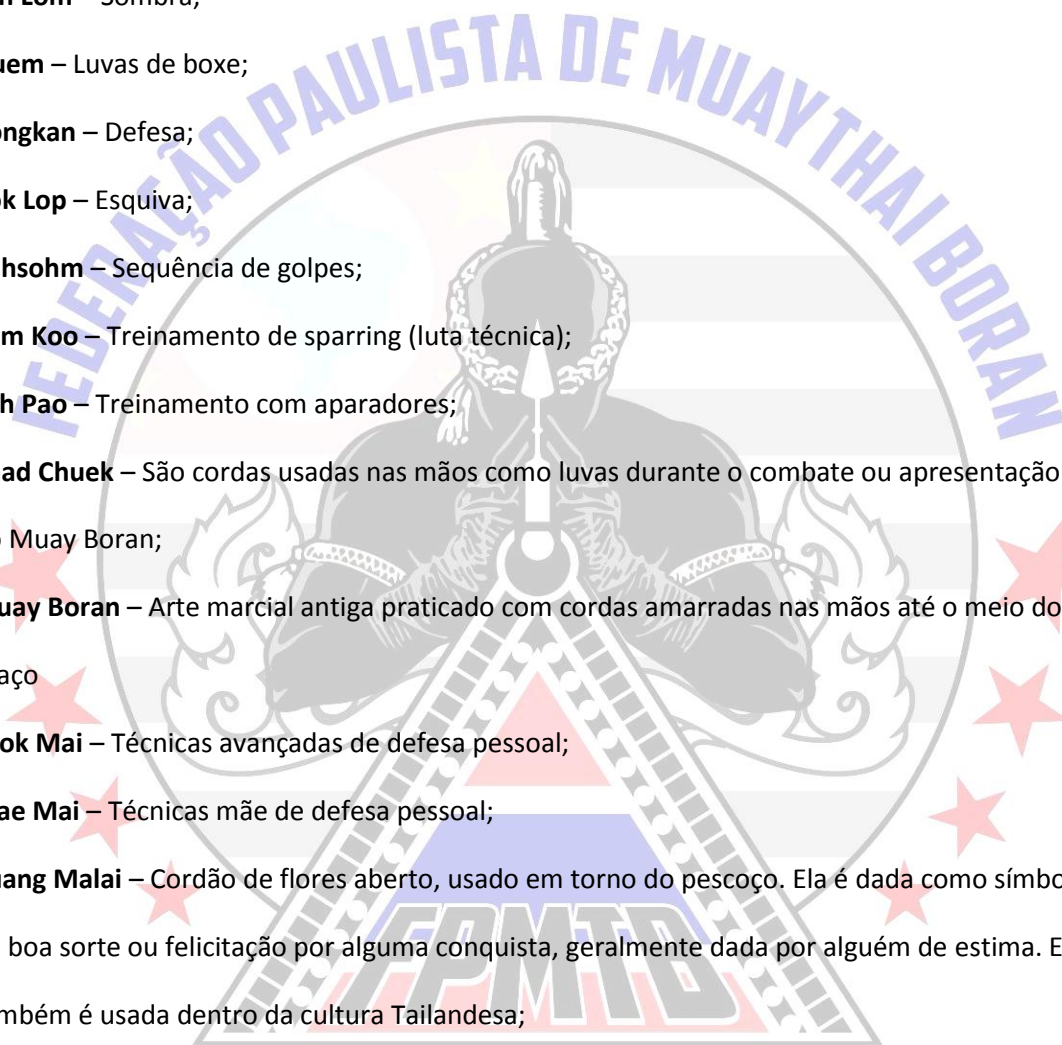 n Lom – Sombra;
uem – Luvas de boxe;
FEDERAÇÃO PAULISTA DE MUAY THAI BORAN
ongkan – Defesa;
ok Lop – Esquiva;
hsohm – Sequência de golpes;
m Koo – Treinamento de sparring (luta técnica);
h Pao – Treinamento com aparadores;
ad Chuek – São cordas usadas nas mãos como luvas durante o combate ou apresentação
o Muay Boran;
uay Boran – Arte marcial antiga praticado com cordas amarradas nas mãos até o meio do
aço
ok Mai – Técnicas avançadas de defesa pessoal;
ae Mai – Técnicas mãe de defesa pessoal;
uang Malai – Cordão de flores aberto, usado em torno do pescoço. Ela é dada como símbo
boa sorte ou felicitação por alguma conquista, geralmente dada por alguém de estima. E
mbém é usada dentro da cultura Tailandesa;
FPMTB